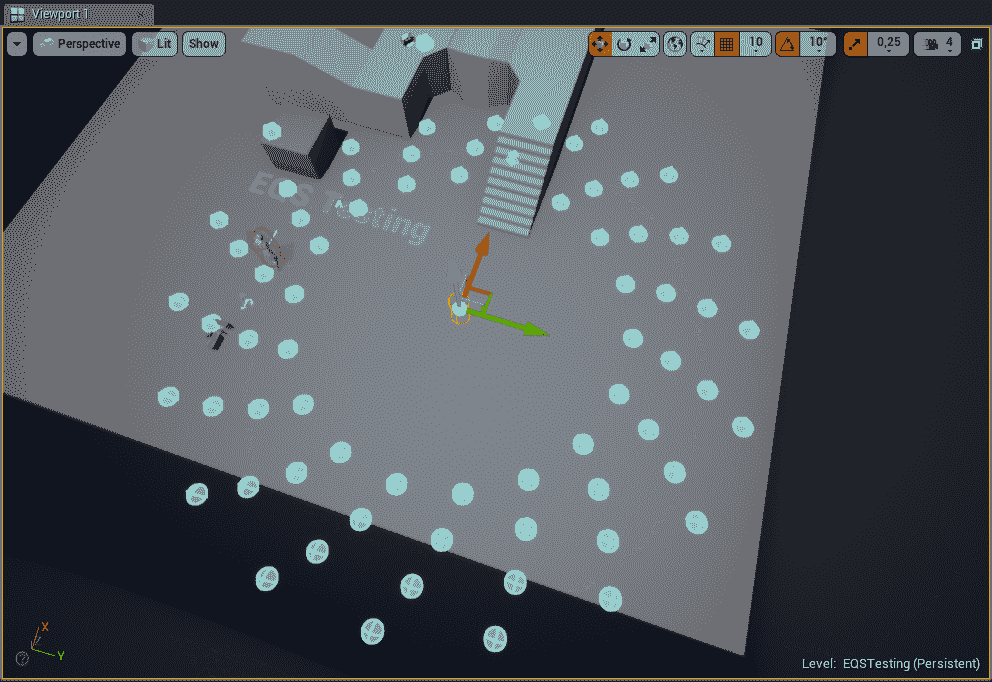 Viewport 1
Perspective
Lit
Show
10
10°
0,25
4
EQS Testing
X
Y
?
Level: EQSTesting (Persistent)